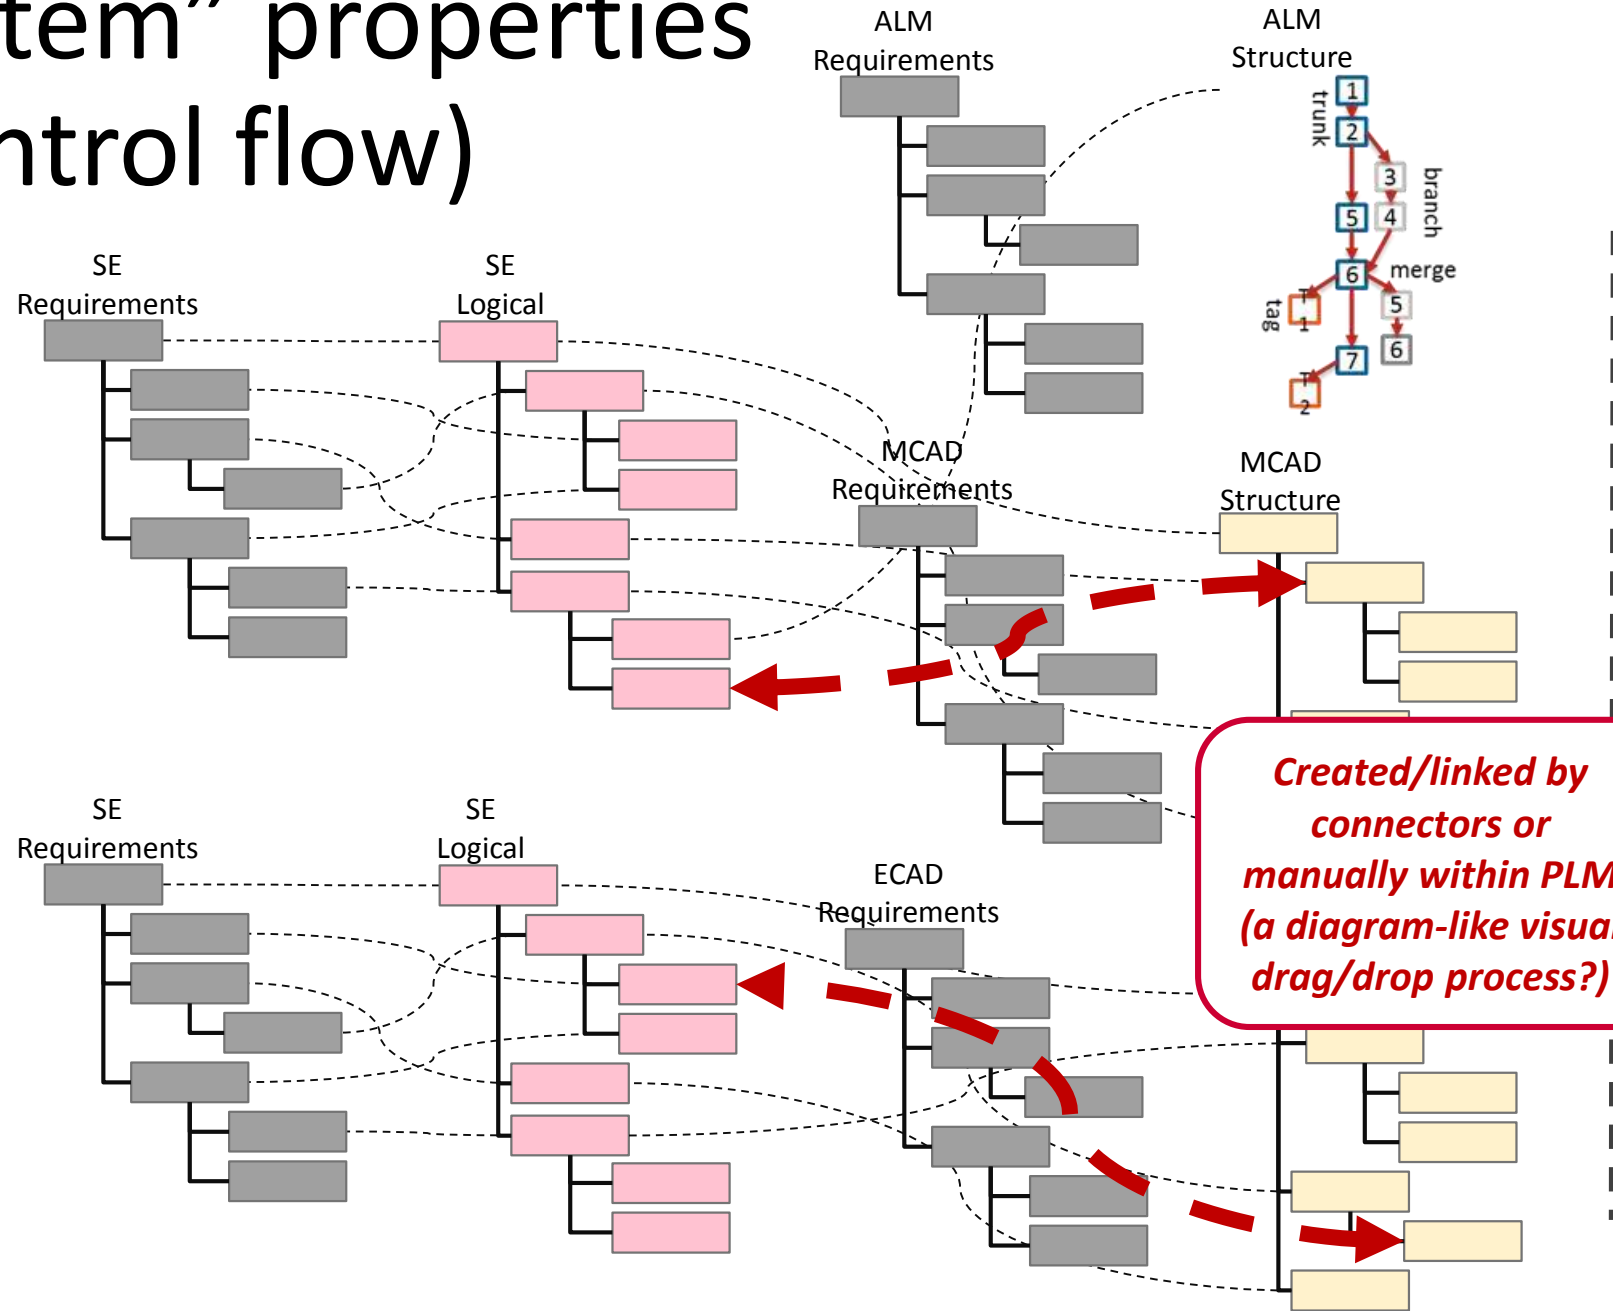 tem” properties
ntrol flow)
ALM
Requirements
ALM
Structure
trunk
1
2
3
branch
5
4
6
merge
tag
T
1
5
6
7
T
2
SE
Requirements
SE
Logical
MCAD
Requirements
MCAD
Structure
Created/linked by
connectors or
manually within PLM
(a diagram-like visual
drag/drop process?)
SE
Requirements
SE
Logical
ECAD
Requirements